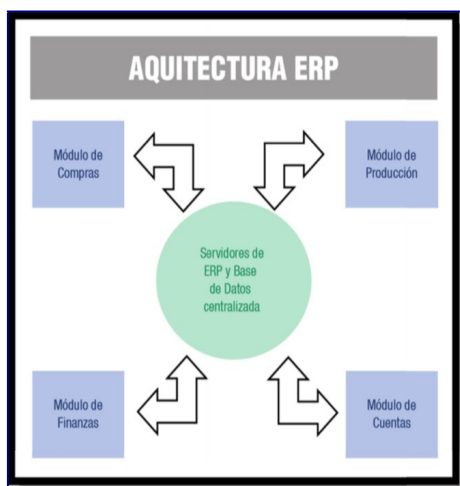 AQUITECTURA ERP
Módulo de
Compras
Módulo de
Producción
Servidores de
ERP y Base
de Datos
centralizada
Módulo de
Finanzas
Módulo de
Cuentas